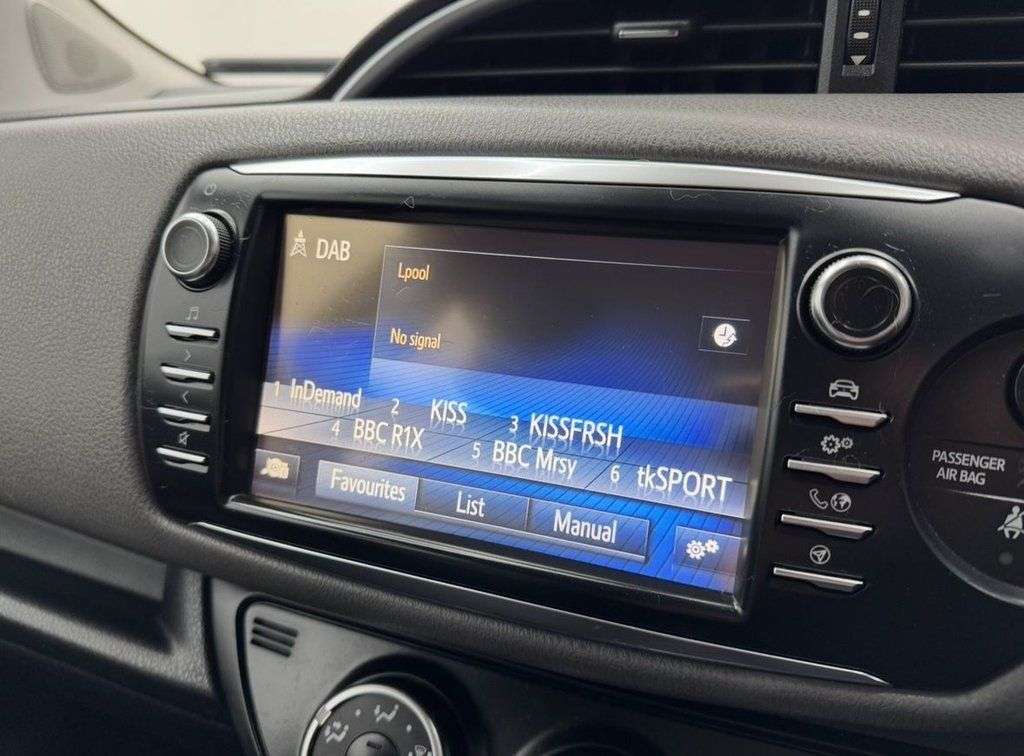 DAB
Lpool
No signal
1 InDemand 2 KISS 3 KISSFRSH
4 BBC R1X 5 BBC Mrsy 6 tkSPORT
Favourites List Manual
PASSENGER
AIR BAG